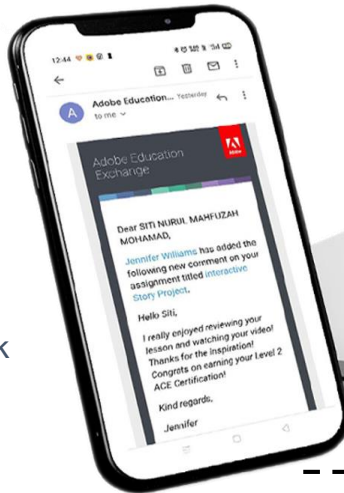 12:44
Adobe Education... Yesterday
to me
A
Adobe Education
Exchange
Adobe
Dear SITI NURUL MAHFUZAH
MOHAMAD,
Jennifer Williams has added the
following new comment on your
assignment titled interactive
Story Project.
Hello Siti,
I really enjoyed reviewing your
lesson and watching your video!
Thanks for the inspiration!
Congrats on earning your Level 2
ACE Certification!
Kind regards,
Jennifer
k